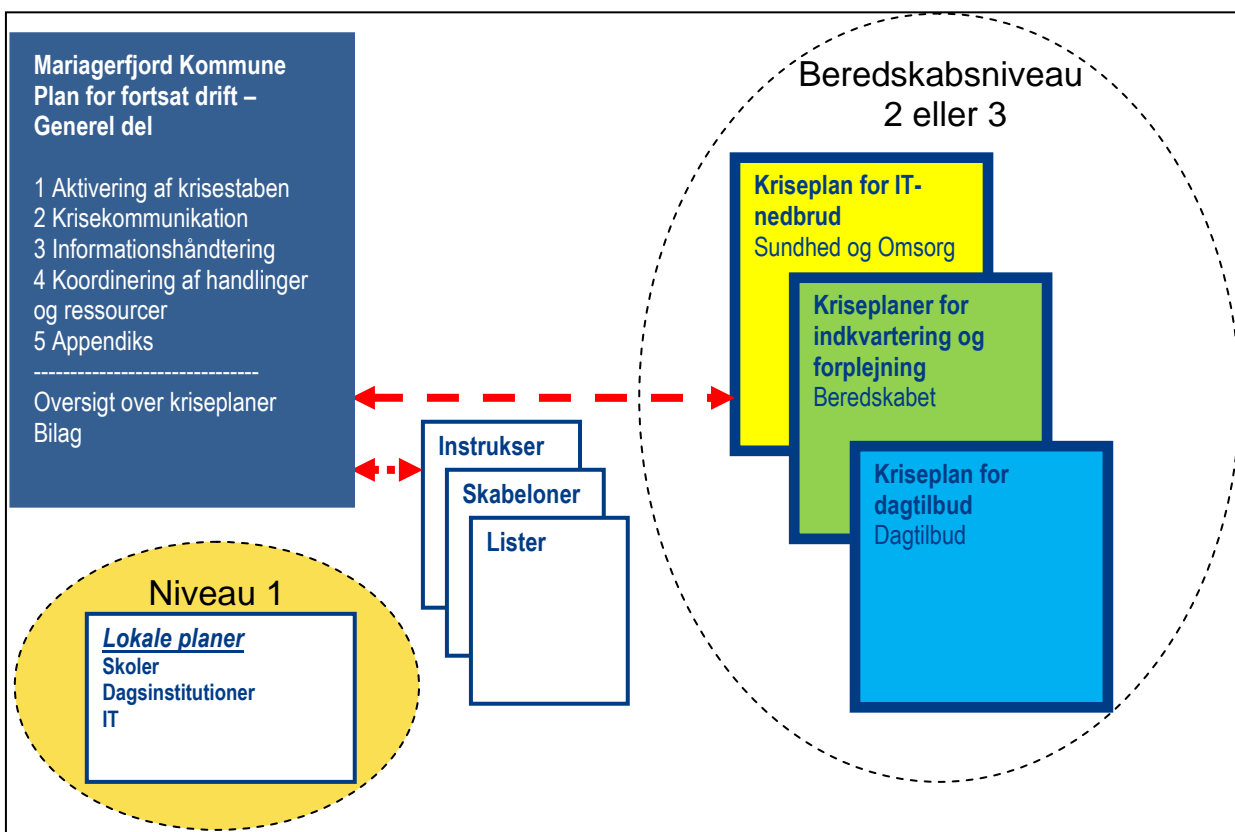 Mariagerfjord Kommune
Plan for fortsat drift –
Generel del
1 Aktivering af krisestaben
2 Krisekommunikation
3 Informationshåndtering
4 Koordinering af handlinger
og ressourcer
5 Appendiks
-------------------------------
Oversigt over kriseplaner
Bilag
Beredskabsniveau
2 eller 3
Kriseplan for IT-
nedbrud
Sundhed og Omsorg
Kriseplaner for
indkvartering og
forplejning
Beredskabet
Kriseplan for
dagtilbud
Dagtilbud
Instrukser
Skabeloner
Lister
Niveau 1
Lokale planer
Skoler
Dagsinstitutioner
IT